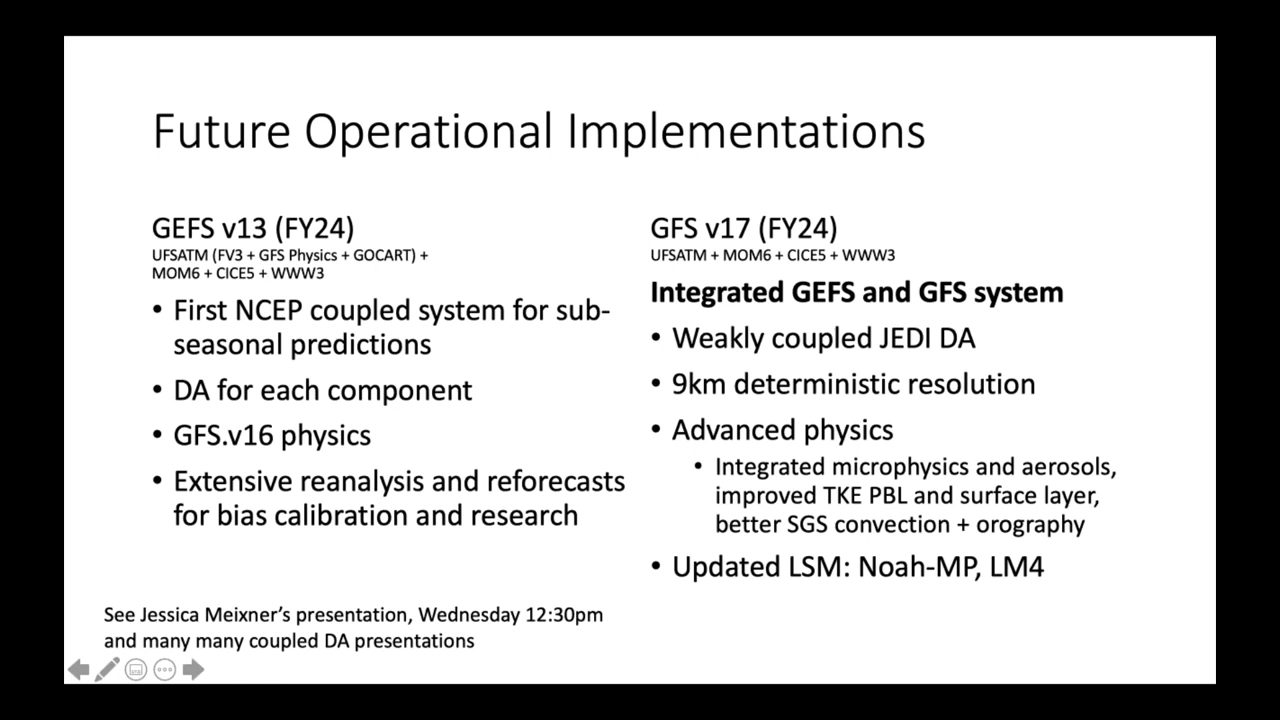 Future Operational Implementations
GEFS v13 (FY24)
UFSATM (FV3 + GFS Physics + GOCART) +
MOM6 + CICE5 + WWW3
• First NCEP coupled system for sub-
seasonal predictions
• DA for each component
• GFS.v16 physics
• Extensive reanalysis and reforecasts
for bias calibration and research
GFS v17 (FY24)
UFSATM + MOM6 + CICE5 + WWW3
Integrated GEFS and GFS system
• Weakly coupled JEDI DA
• 9km deterministic resolution
• Advanced physics
• Integrated microphysics and aerosols,
improved TKE PBL and surface layer,
better SGS convection + orography
• Updated LSM: Noah-MP, LM4
See Jessica Meixner’s presentation, Wednesday 12:30pm
and many many coupled DA presentations